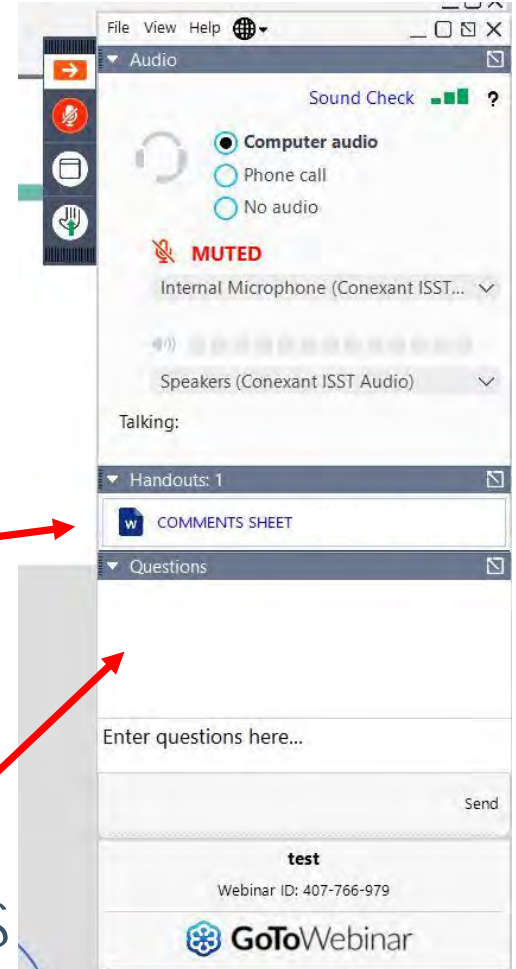 File View Help
Audio
Sound Check ?
Computer audio
Phone call
No audio
MUTED
Internal Microphone (Conexant ISST...
Speakers (Conexant ISST Audio)
Talking:
Handouts: 1
W COMMENTS SHEET
Questions
Enter questions here...
Send
test
Webinar ID: 407-766-979
GoToWebinar
S